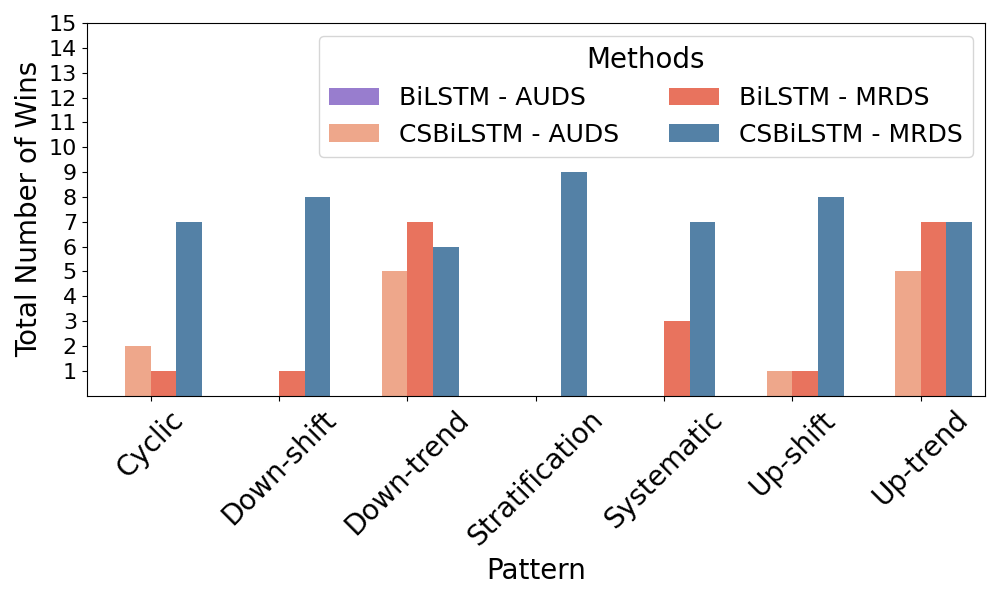 Total Number of Wins
15
14
13
12
11
10
9
8
7
6
5
4
3
2
1
Methods
BiLSTM - AUDS
CSBiLSTM - AUDS
BiLSTM - MRDS
CSBiLSTM - MRDS
Cyclic
Down-shift
Down-trend
Stratification
Systematic
Up-shift
Up-trend
Pattern